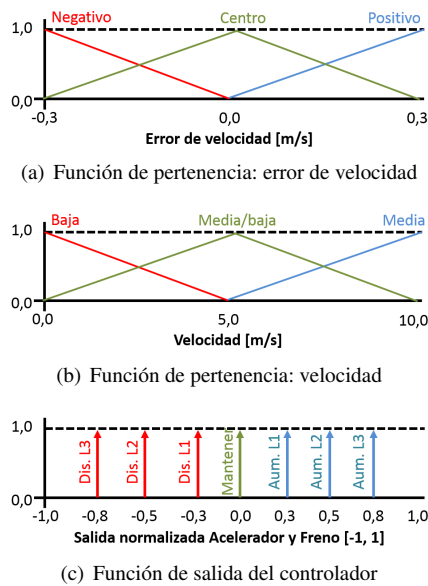 Negativo Centro Positivo
1,0
0,0
-0,3 0,0 0,3
Error de velocidad [m/s]
(a) Función de pertenencia: error de velocidad
Baja Media/baja Media
1,0
0,0
0,0 5,0 10,0
Velocidad [m/s]
(b) Función de pertenencia: velocidad
1,0
Dis. L3
Dis. L2
Dis. L1
Mantener
Aum. L1
Aum. L2
Aum. L3
0,0
-1,0 -0,8 -0,5 -0,3 0,0 0,3 0,5 0,8 1,0
Salida normalizada Acelerador y Freno [-1, 1]
(c) Función de salida del controlador